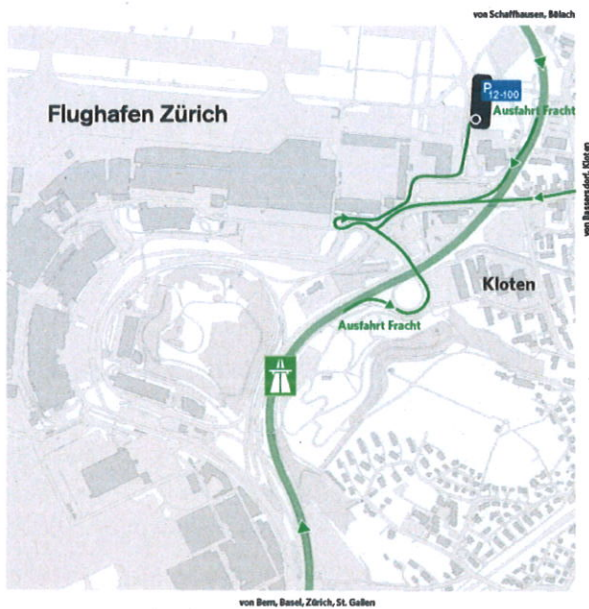 von Schaffhausen, Bülach
P
12-100
Flughafen Zürich
Ausfahrt Fracht
von Bassersdorf, Kloten
Kloten
Ausfahrt Fracht
von Bern, Basel, Zürich, St. Gallen